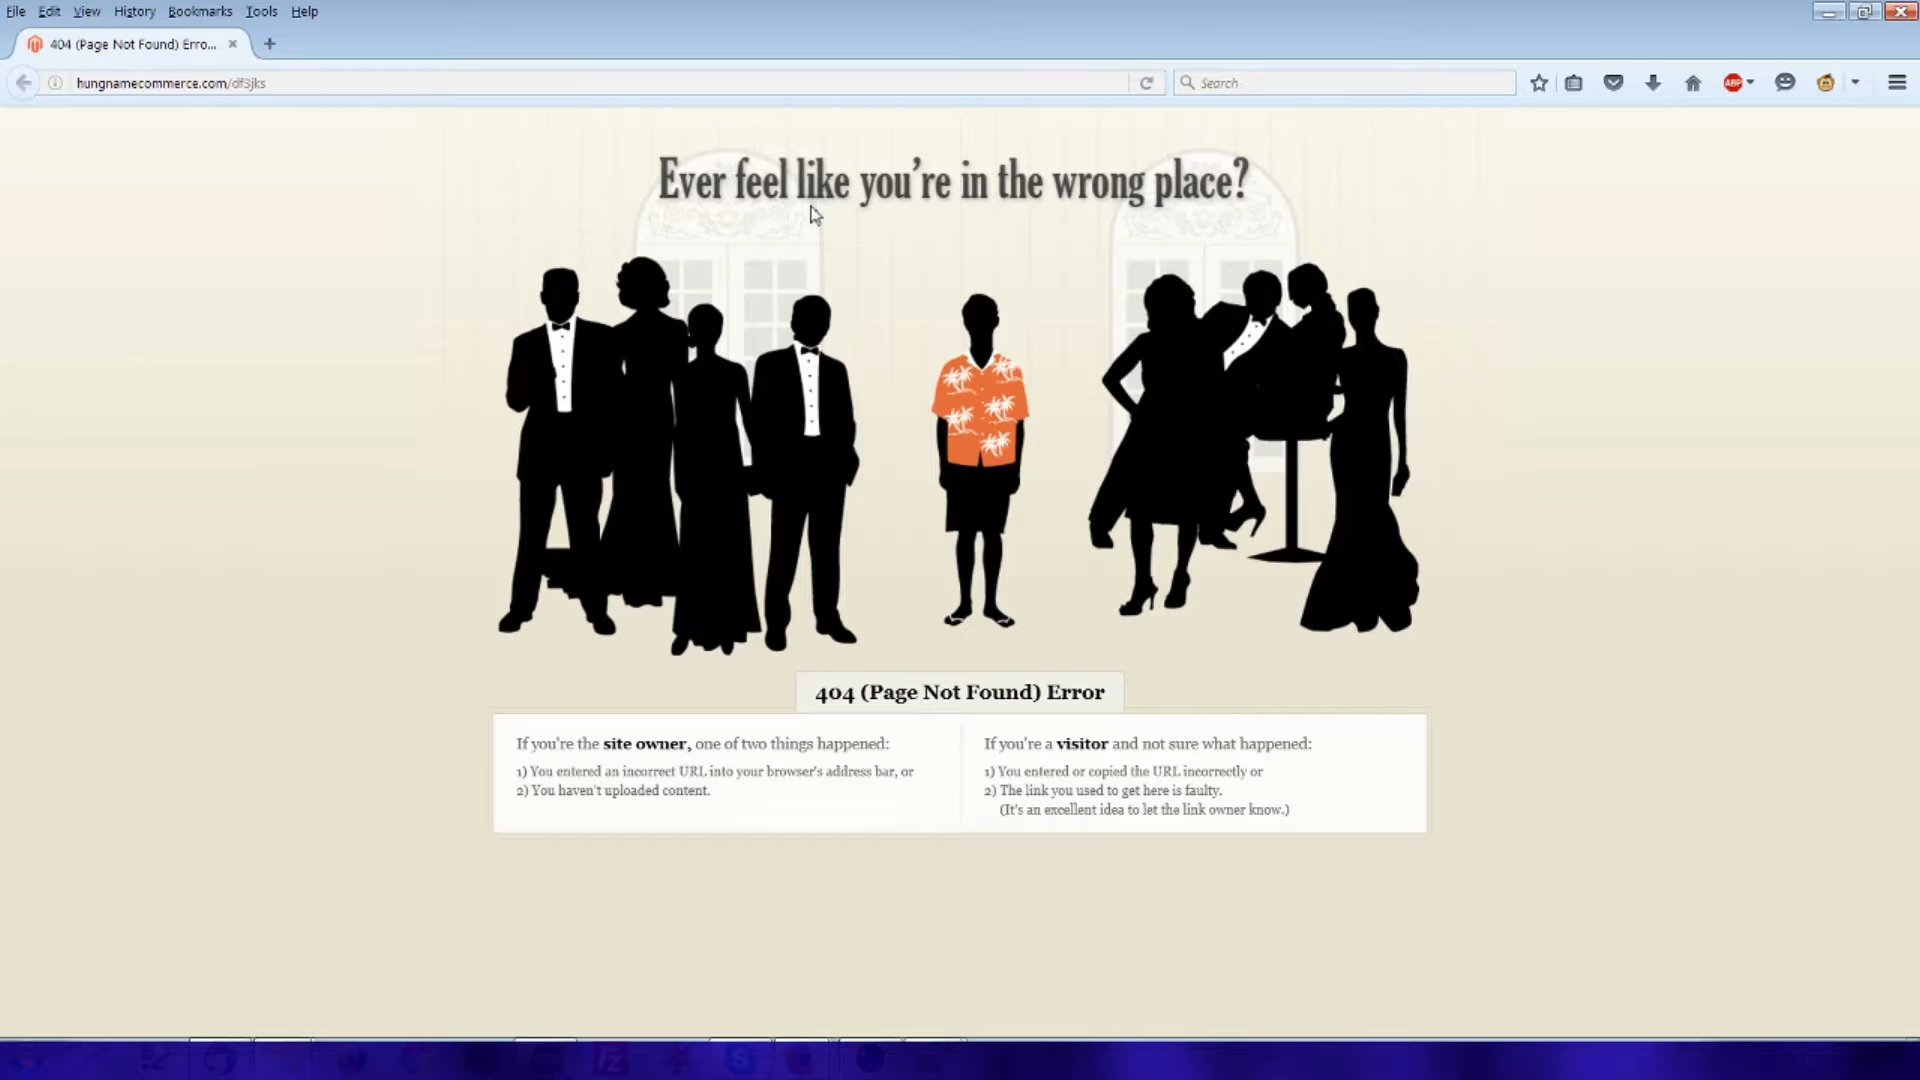 File Edit View History Bookmarks Tools Help
404 (Page Not Found) Erro...
hungnamecommerce.com/df3jks
Search
ABP
Ever feel like you're in the wrong place?
404 (Page Not Found) Error
If you're the site owner, one of two things happened:
1) You entered an incorrect URL into your browser's address bar, or
2) You haven't uploaded content.
If you're a visitor and not sure what happened:
1) You entered or copied the URL incorrectly or
2) The link you used to get here is faulty.
(It's an excellent idea to let the link owner know.)